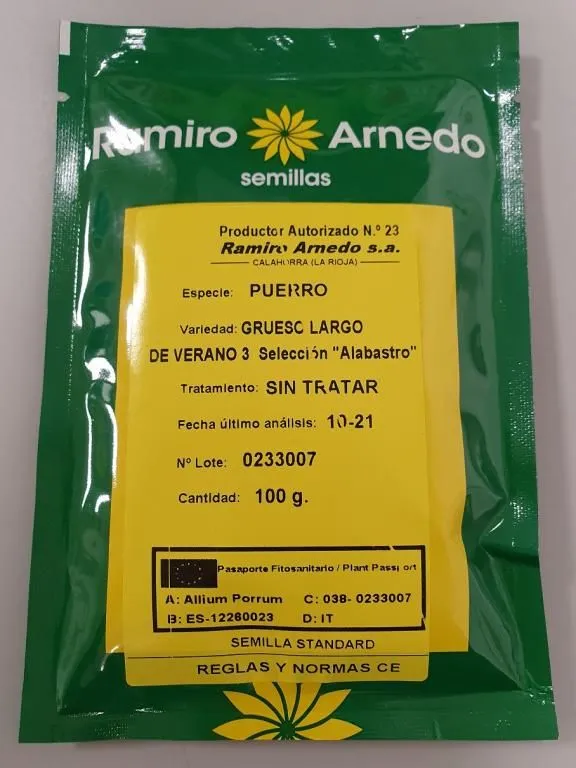 Ramiro Arnedo
semillas
Productor Autorizado N.º 23
Ramiro Arnedo s.a.
CALAHORRA (LA RIOJA)
Especie: PUERRO
Variedad: GRUESO LARGO
DE VERANO 3 Selección "Alabastro"
Tratamiento: SIN TRATAR
Fecha último análisis: 10-21
Nº Lote: 0233007
Cantidad: 100 g.
Pasaporte Fitosanitario / Plant Passport
A: Allium Porrum C: 038- 0233007
B: ES-12260023 D: IT
SEMILLA STANDARD
REGLAS Y NORMAS CE